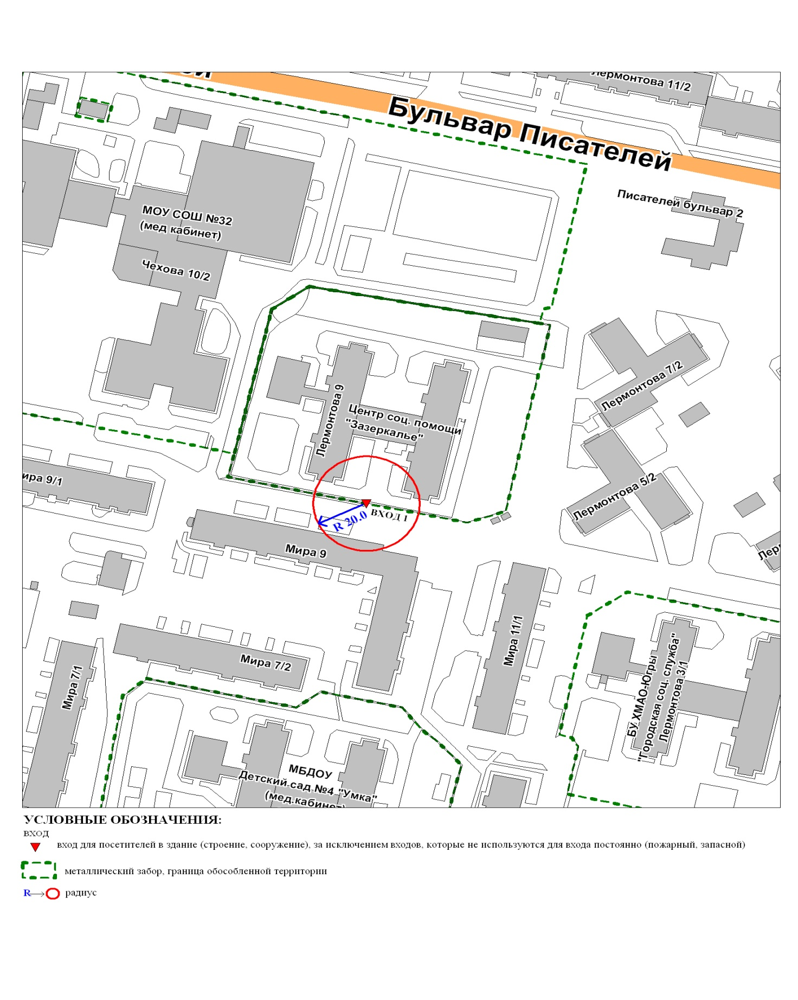 Лермонтова 11/2
Бульвар Писателей
Писателей бульвар 2
МОУ СОШ №32
(мед кабинет)
Чехова 10/2
Лермонтова 7/2
Лермонтова 9
Центр соц. помощи
"Зазеркалье"
ира 9/1
Лермонтова 5/2
ВХОД 1
R 20.0
Мира 9
Лер
Мира 11/1
Мира 7/2
Мира 7/1
БУ ХМАО-Югры
"Городская соц. служба"
Лермонтова 3/1
МБДОУ
Детский сад №4 "Умка"
(мед.кабинет)
УСЛОВНЫЕ ОБОЗНАЧЕНИЯ:
ВХОД
вход для посетителей в здание (строение, сооружение), за исключением входов, которые не используются для входа постоянно (пожарный, запасной)
металлический забор, граница обособленной территории
R
радиус